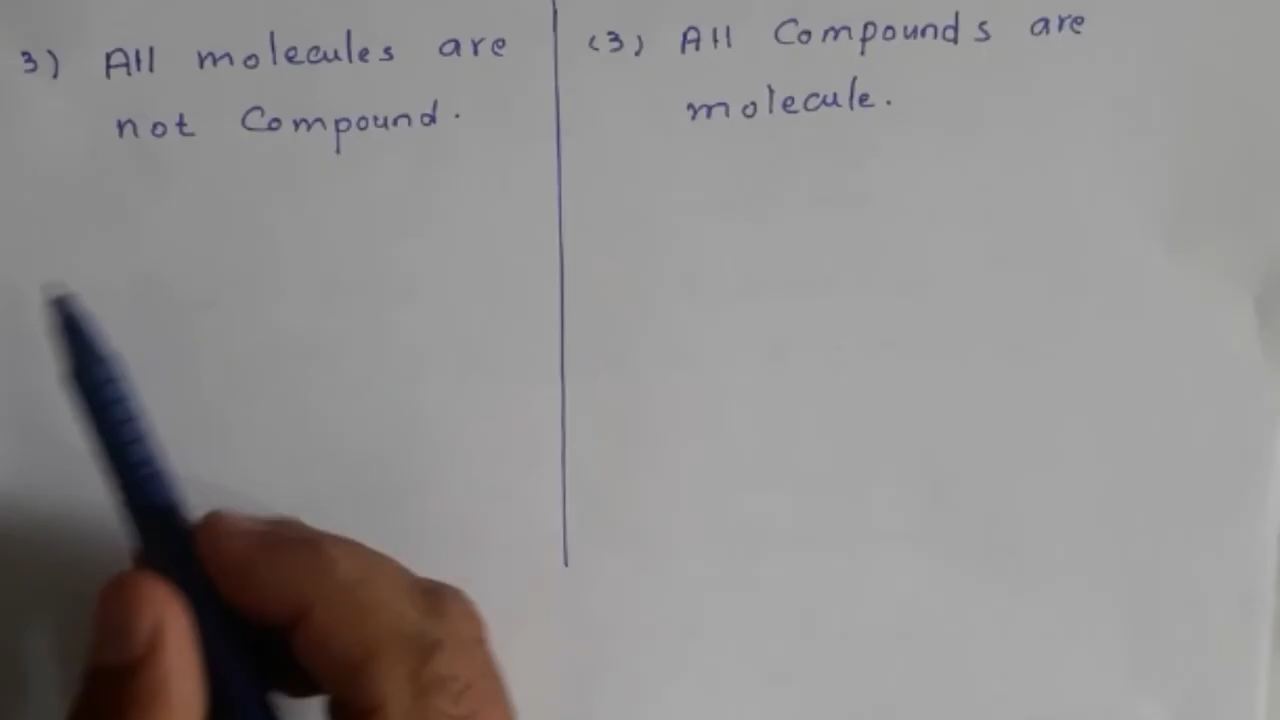 3) All molecules are
not Compound.
(3) All Compounds are
molecule.